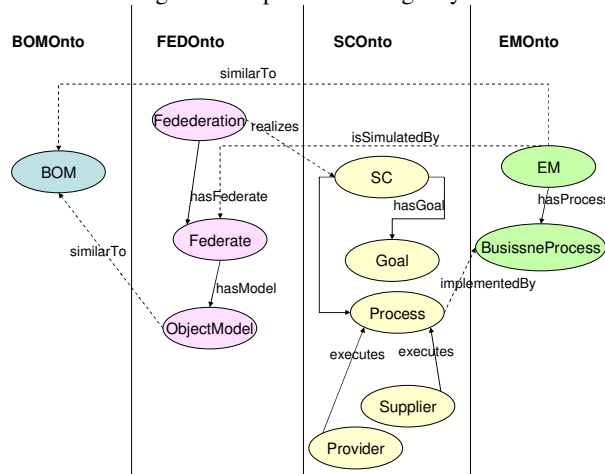 BOMOnto
FEDOnto
SCOnto
EMOnto
similarTo
Fedederation
realizes
isSimulatedBy
BOM
SC
EM
hasFederate
hasGoal
hasProcess
similarTo
Federate
Goal
BusissneProcess
hasModel
implementedBy
ObjectModel
Process
executes
executes
Supplier
Provider